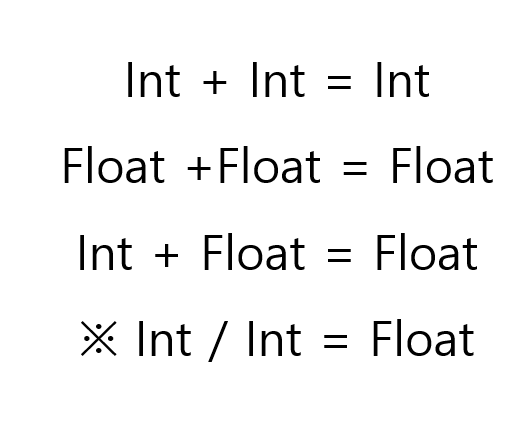 Int + Int = Int
Float +Float = Float
Int + Float = Float
※ Int / Int = Float